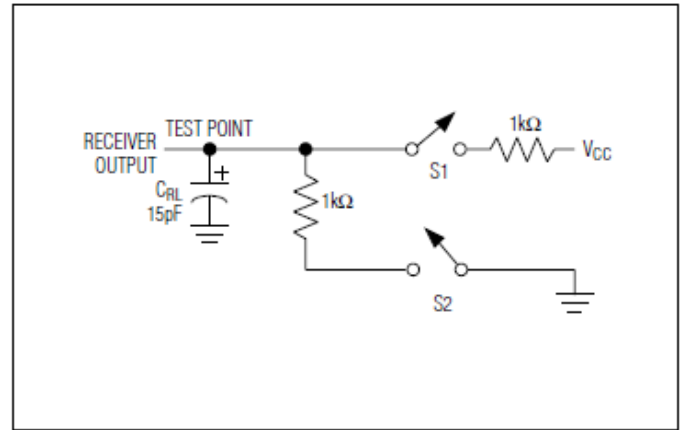 RECEIVER
OUTPUT
TEST POINT
+
CRL
15pF
1kΩ
S1
1kΩ
VCC
S2